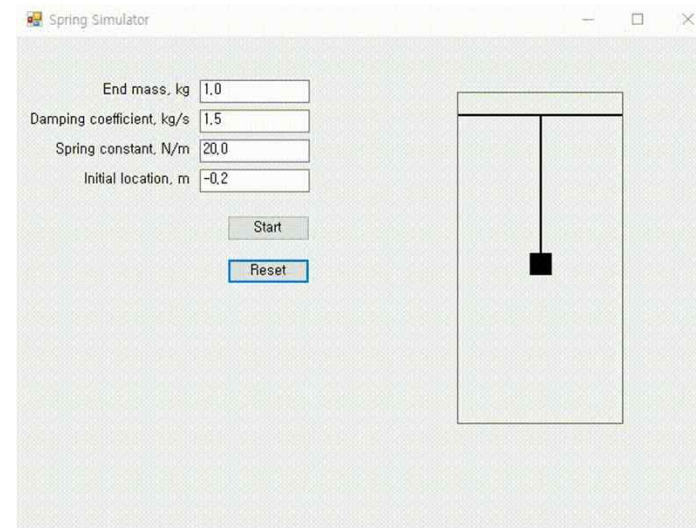 Spring Simulator
End mass, kg 1.0
Damping coefficient, kg/s 1.5
Spring constant, N/m 20.0
Initial location, m -0.2
Start
Reset